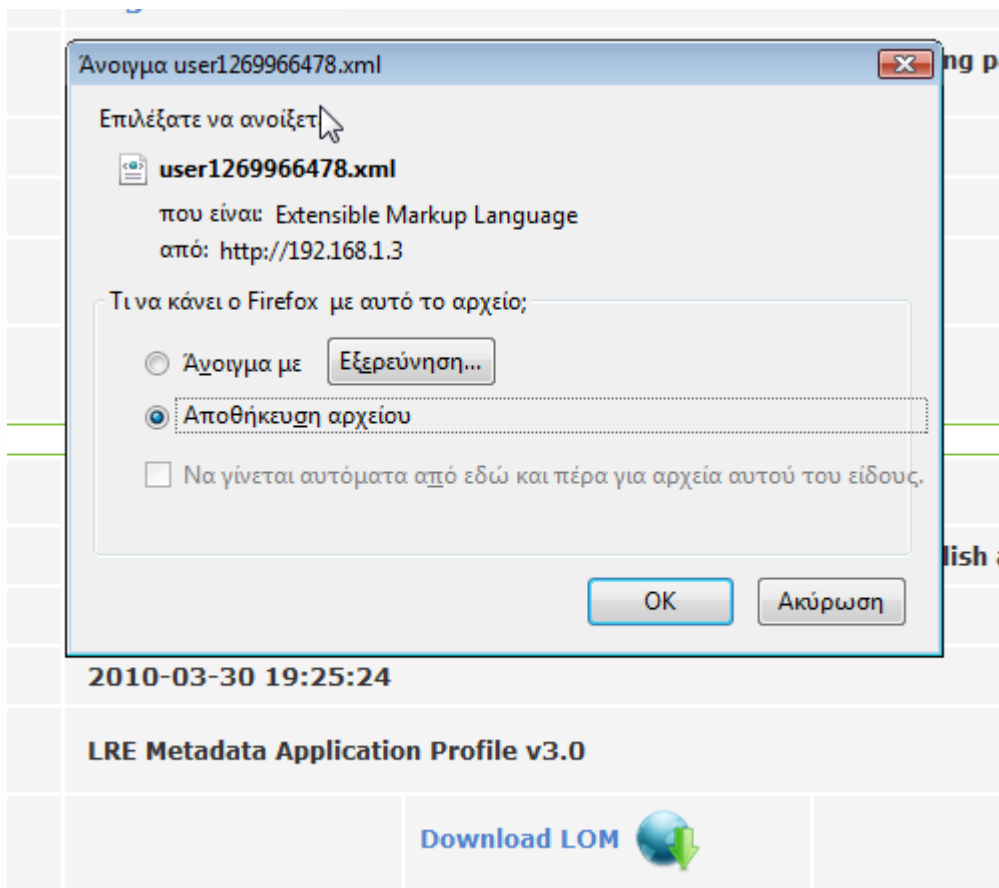 Άνοιγμα user1269966478.xml
ng p
Επιλέξατε να ανοίξετ
user1269966478.xml
που είναι: Extensible Markup Language
από: http://192.168.1.3
Τι να κάνει ο Firefox με αυτό το αρχείο;
Άνοιγμα με Εξερεύνηση...
Αποθήκευση αρχείου
Να γίνεται αυτόματα από εδώ και πέρα για αρχεία αυτού του είδους.
lish
OK Ακύρωση
2010-03-30 19:25:24
LRE Metadata Application Profile v3.0
Download LOM